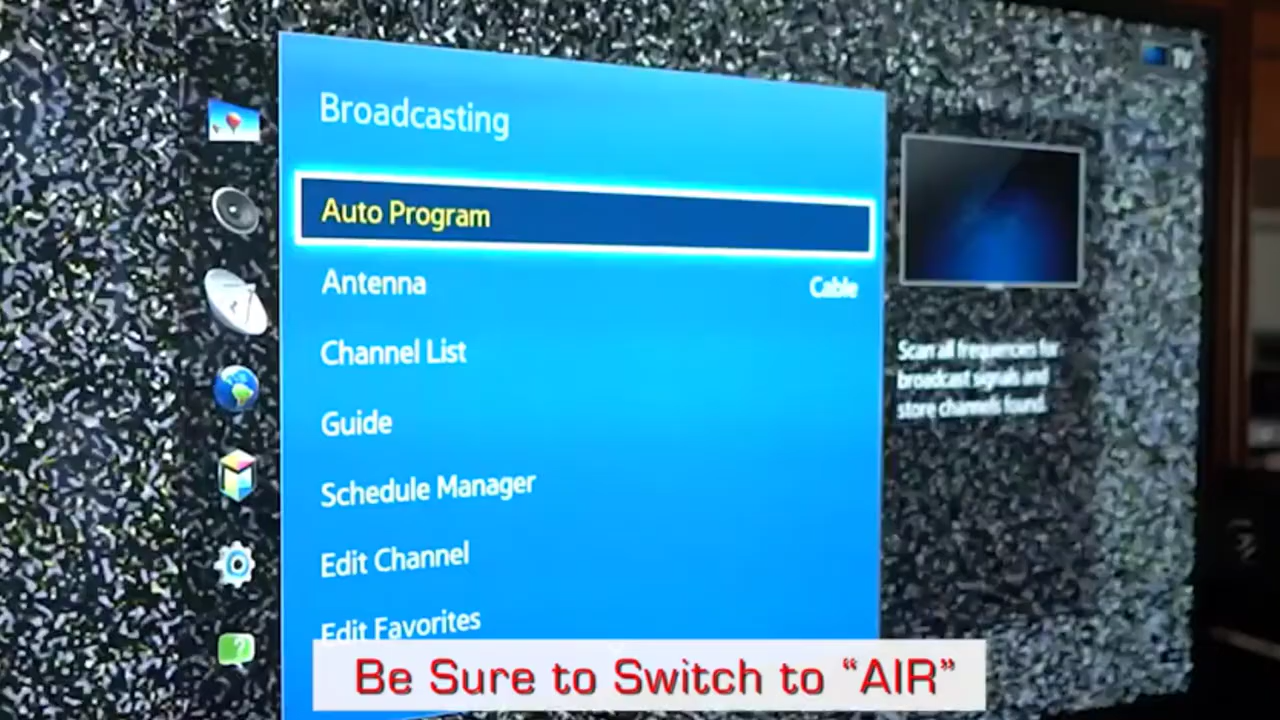 TV
Broadcasting
Auto Program
Antenna Cable
Channel List
Guide
Schedule Manager
Edit Channel
Edit Favorites
Scan all frequencies for
broadcast signals and
store channels found.
?
Be Sure to Switch to “AIR”